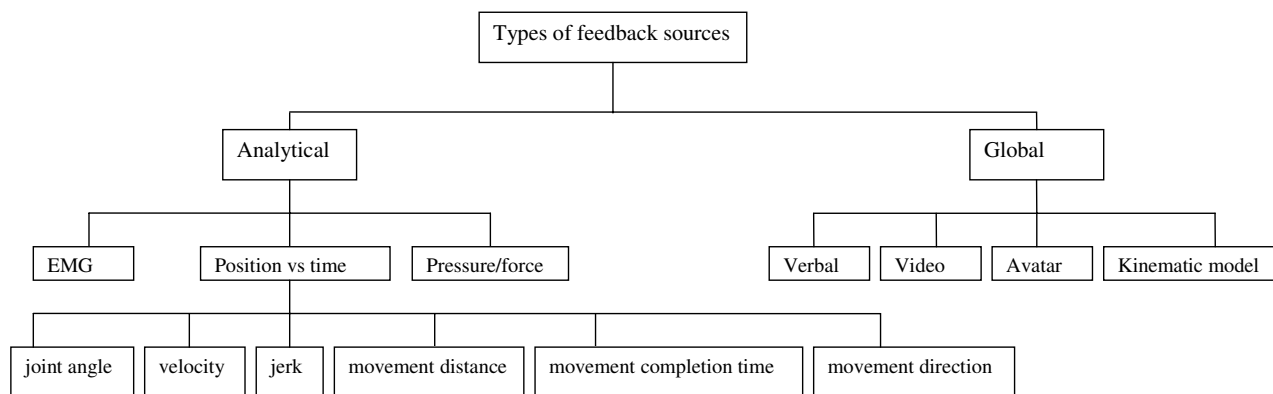 Types of feedback sources
Analytical
Global
EMG
Position vs time
Pressure/force
Verbal
Video
Avatar
Kinematic model
joint angle
velocity
jerk
movement distance
movement completion time
movement direction